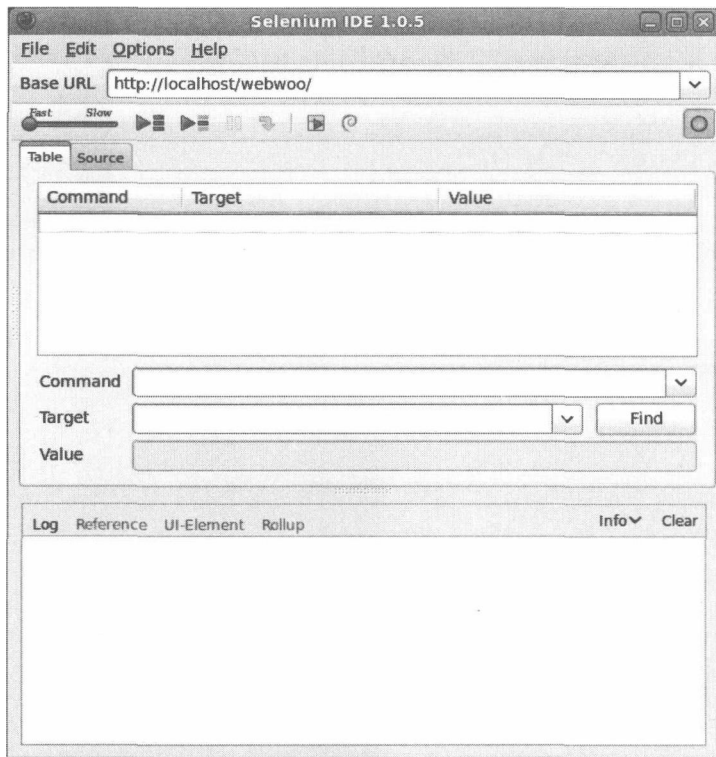 Selenium IDE 1.0.5
File Edit Options Help
Base URL http://localhost/webwoo/
Fast Slow
Table Source
Command Target Value
Command
Target Find
Value
Log Reference UI-Element Rollup Info Clear